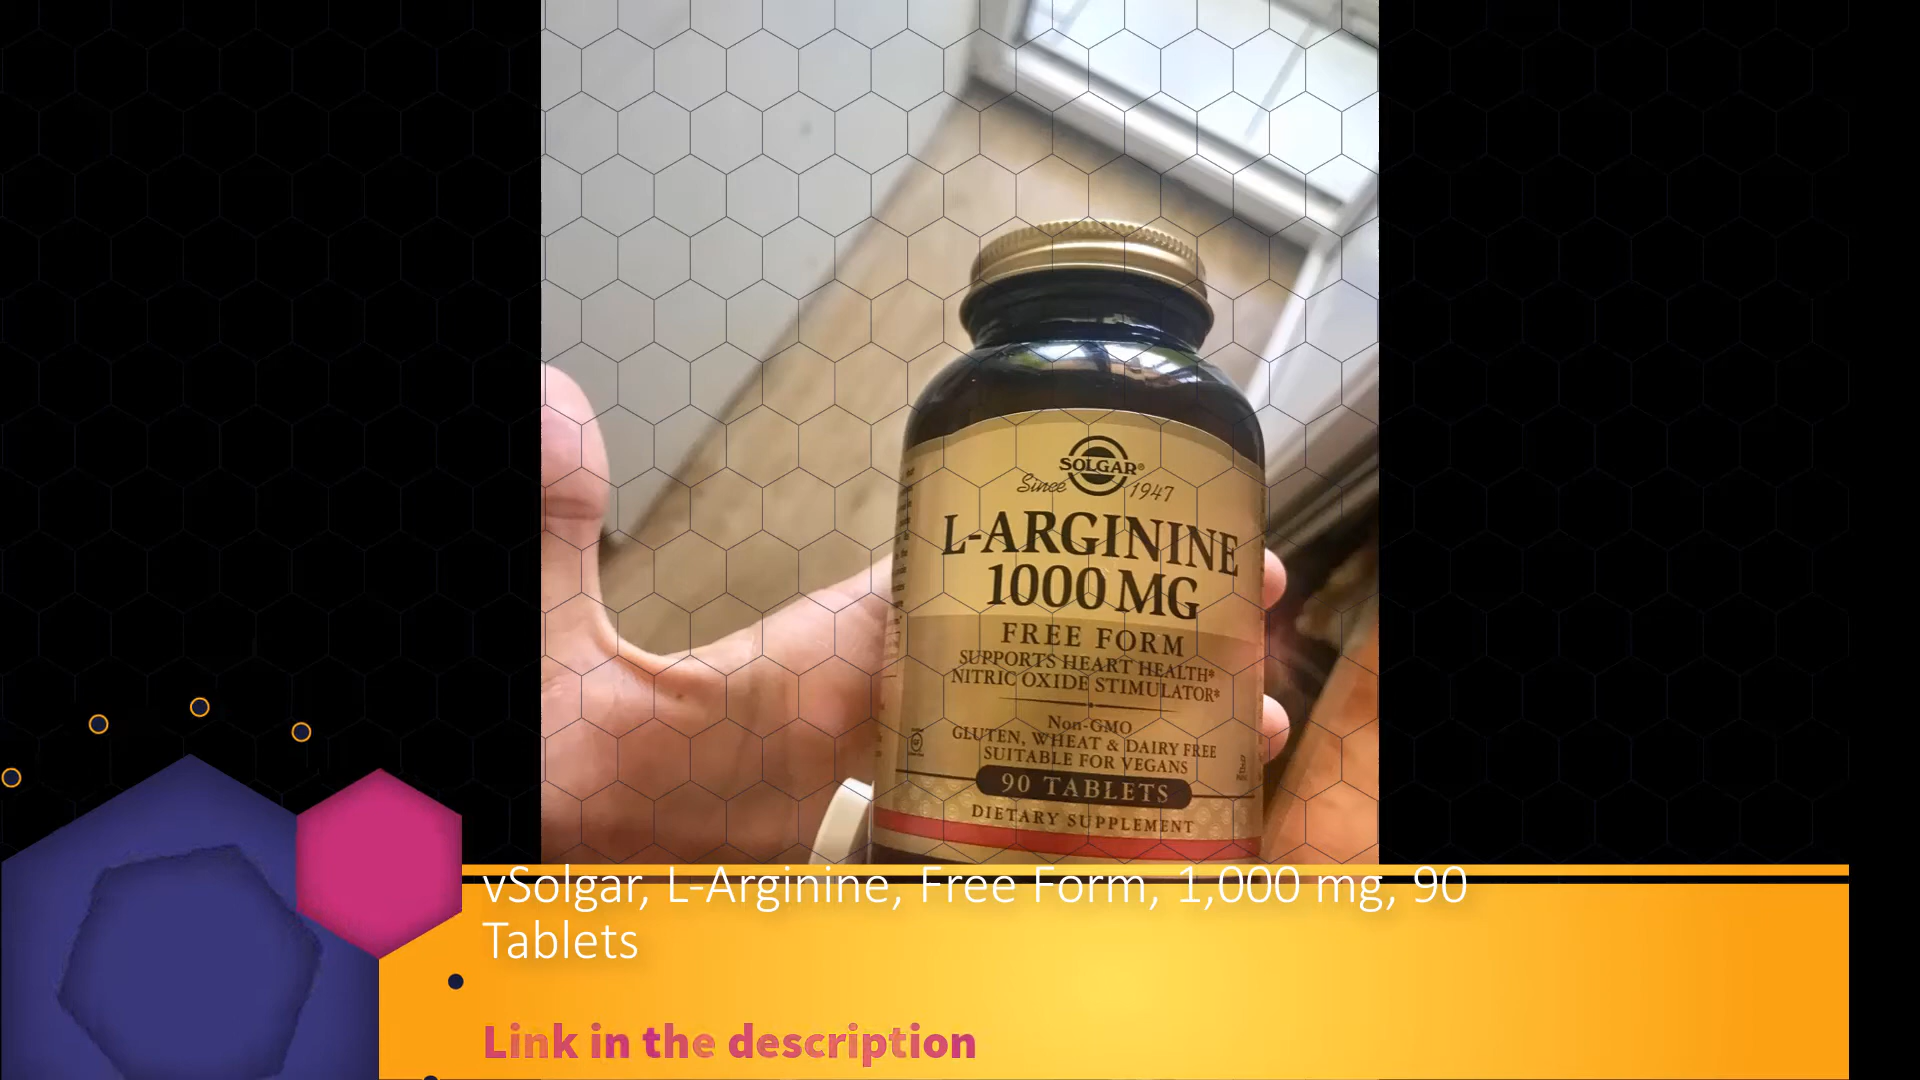 SOLGAR®
Since 1947
L-ARGININE
1000 MG
FREE FORM
SUPPORTS HEART HEALTH*
NITRIC OXIDE STIMULATOR*
Non-GMO
GLUTEN, WHEAT & DAIRY FREE
SUITABLE FOR VEGANS
90 TABLETS
DIETARY SUPPLEMENT
vSolgar, L-Arginine, Free Form, 1,000 mg, 90
Tablets
Link in the description